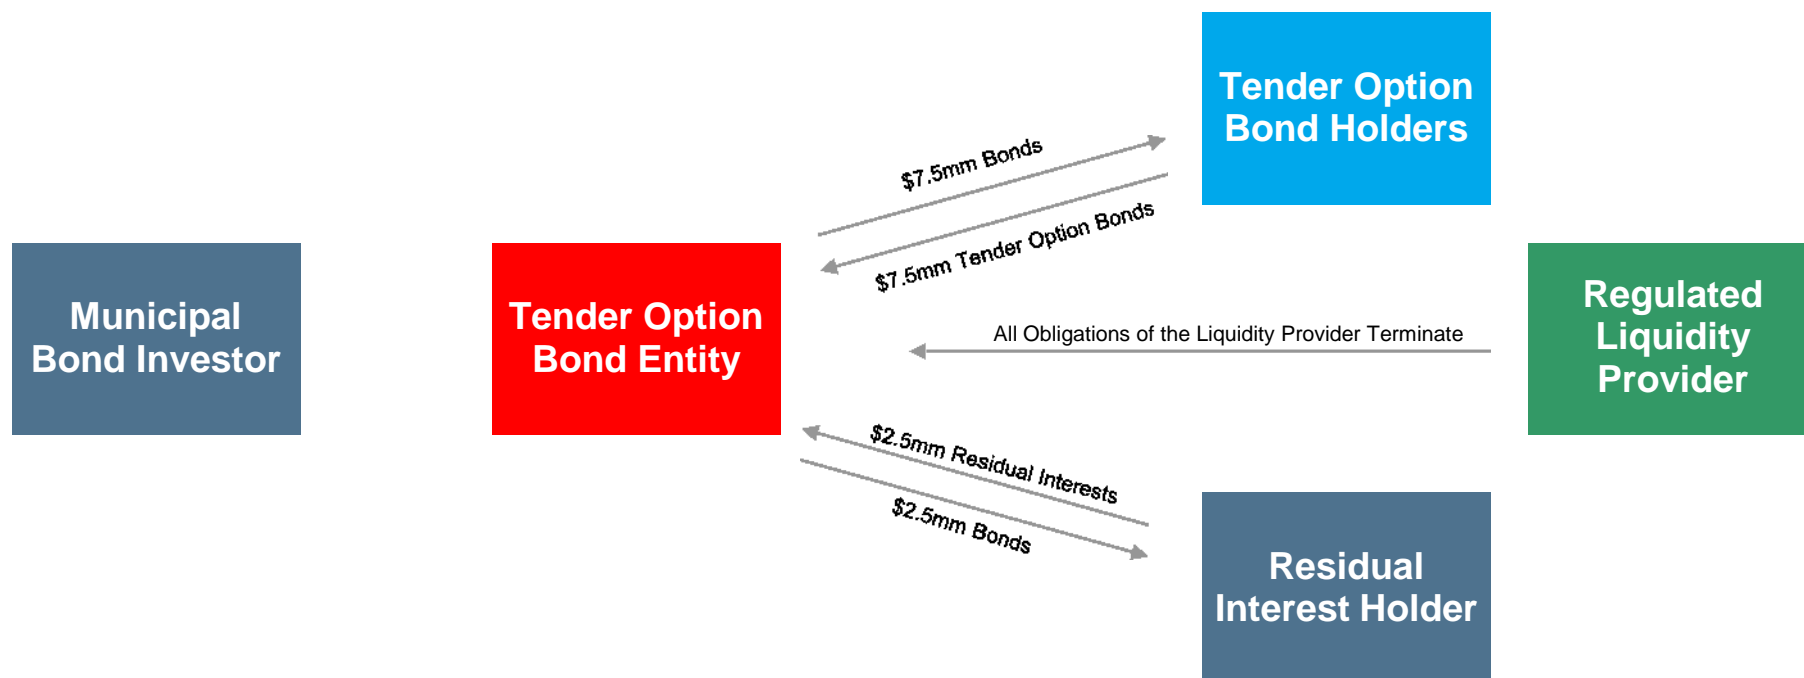 Tender Option
Bond Holders
$7.5mm Bonds
$7.5mm Tender Option Bonds
Municipal
Bond Investor
Tender Option
Bond Entity
All Obligations of the Liquidity Provider Terminate
Regulated
Liquidity
Provider
$2.5mm Residual Interests
$2.5mm Bonds
Residual
Interest Holder